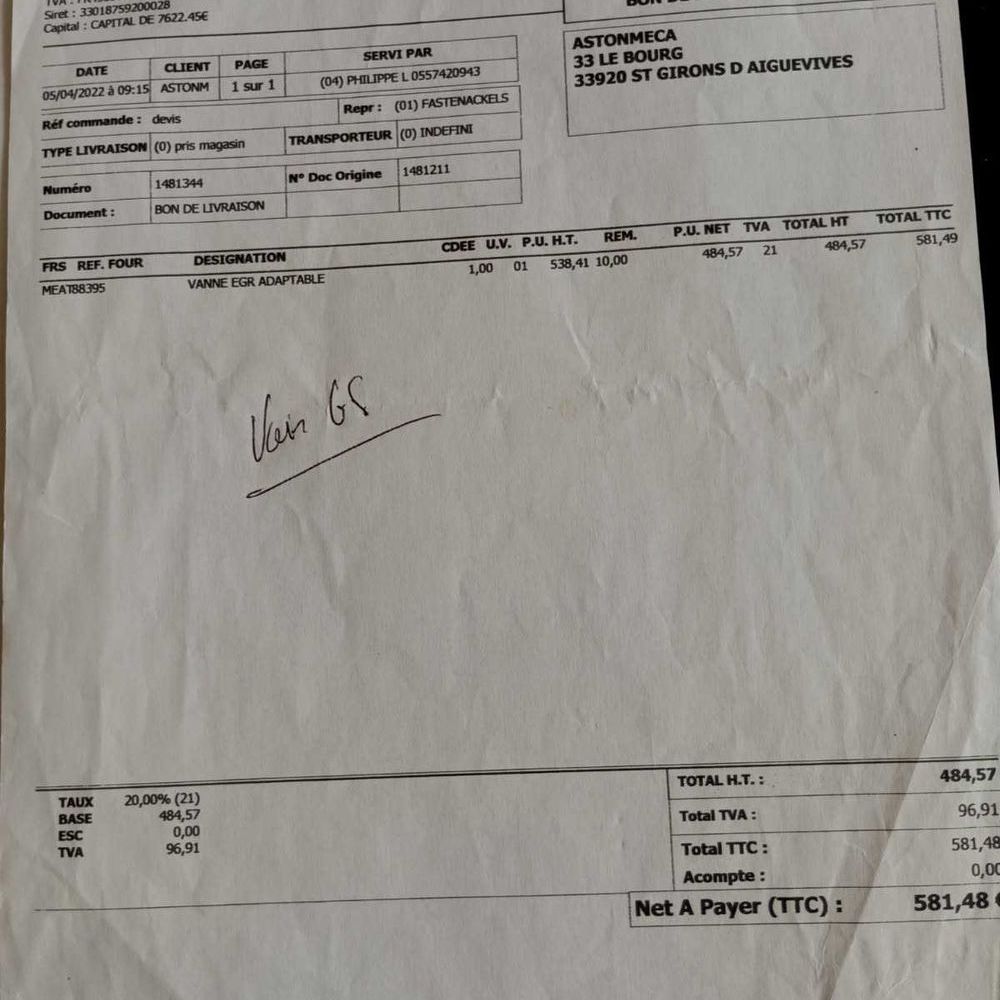 Siret : 33018759200028
Capital : CAPITAL DE 7622.45€
ASTONMECA
33 LE BOURG
33920 ST GIRONS D AIGUEVIVES
DATE CLIENT PAGE SERVI PAR
05/04/2022 à 09:15 ASTONM 1 sur 1 (04) PHILIPPE L 0557420943
Réf commande : devis Repr : (01) FASTENACKELS
TYPE LIVRAISON (0) pris magasin TRANSPORTEUR (0) INDEFINI
Numéro 1481344 N° Doc Origine 1481211
Document : BON DE LIVRAISON
FRS REF. FOUR DESIGNATION CDEE U.V. P.U. H.T. REM. P.U. NET TVA TOTAL HT TOTAL TTC
MEAT88395 VANNE EGR ADAPTABLE 1,00 01 538,41 10,00 484,57 21 484,57 581,49
TAUX 20,00% (21)
BASE 484,57
ESC 0,00
TVA 96,91
TOTAL H.T. : 484,57
Total TVA : 96,91
Total TTC : 581,48
Acompte : 0,00
Net A Payer (TTC) : 581,48 €